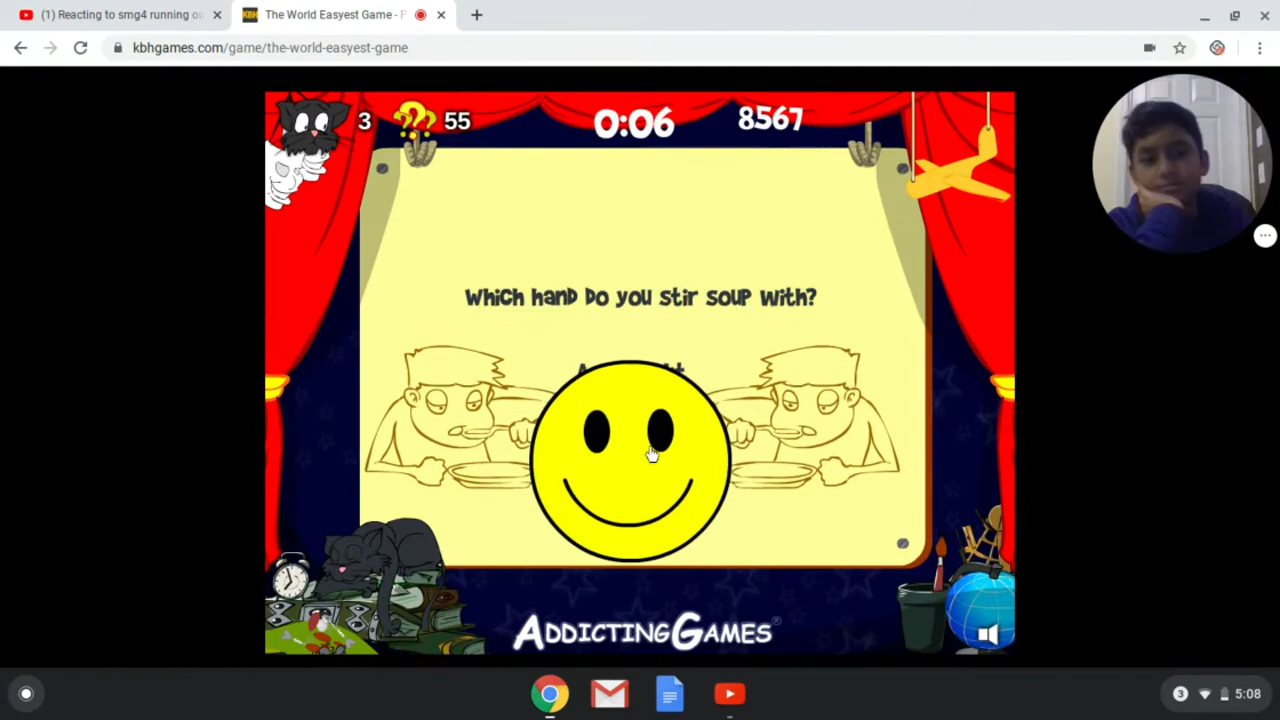 (1) Reacting to smg4 running o
The World Easyest Game - F
kbhgames.com/game/the-world-easyest-game
3
55
0:06
8567
Which hand do you stir soup with?
AddictingGames®
3
5:08